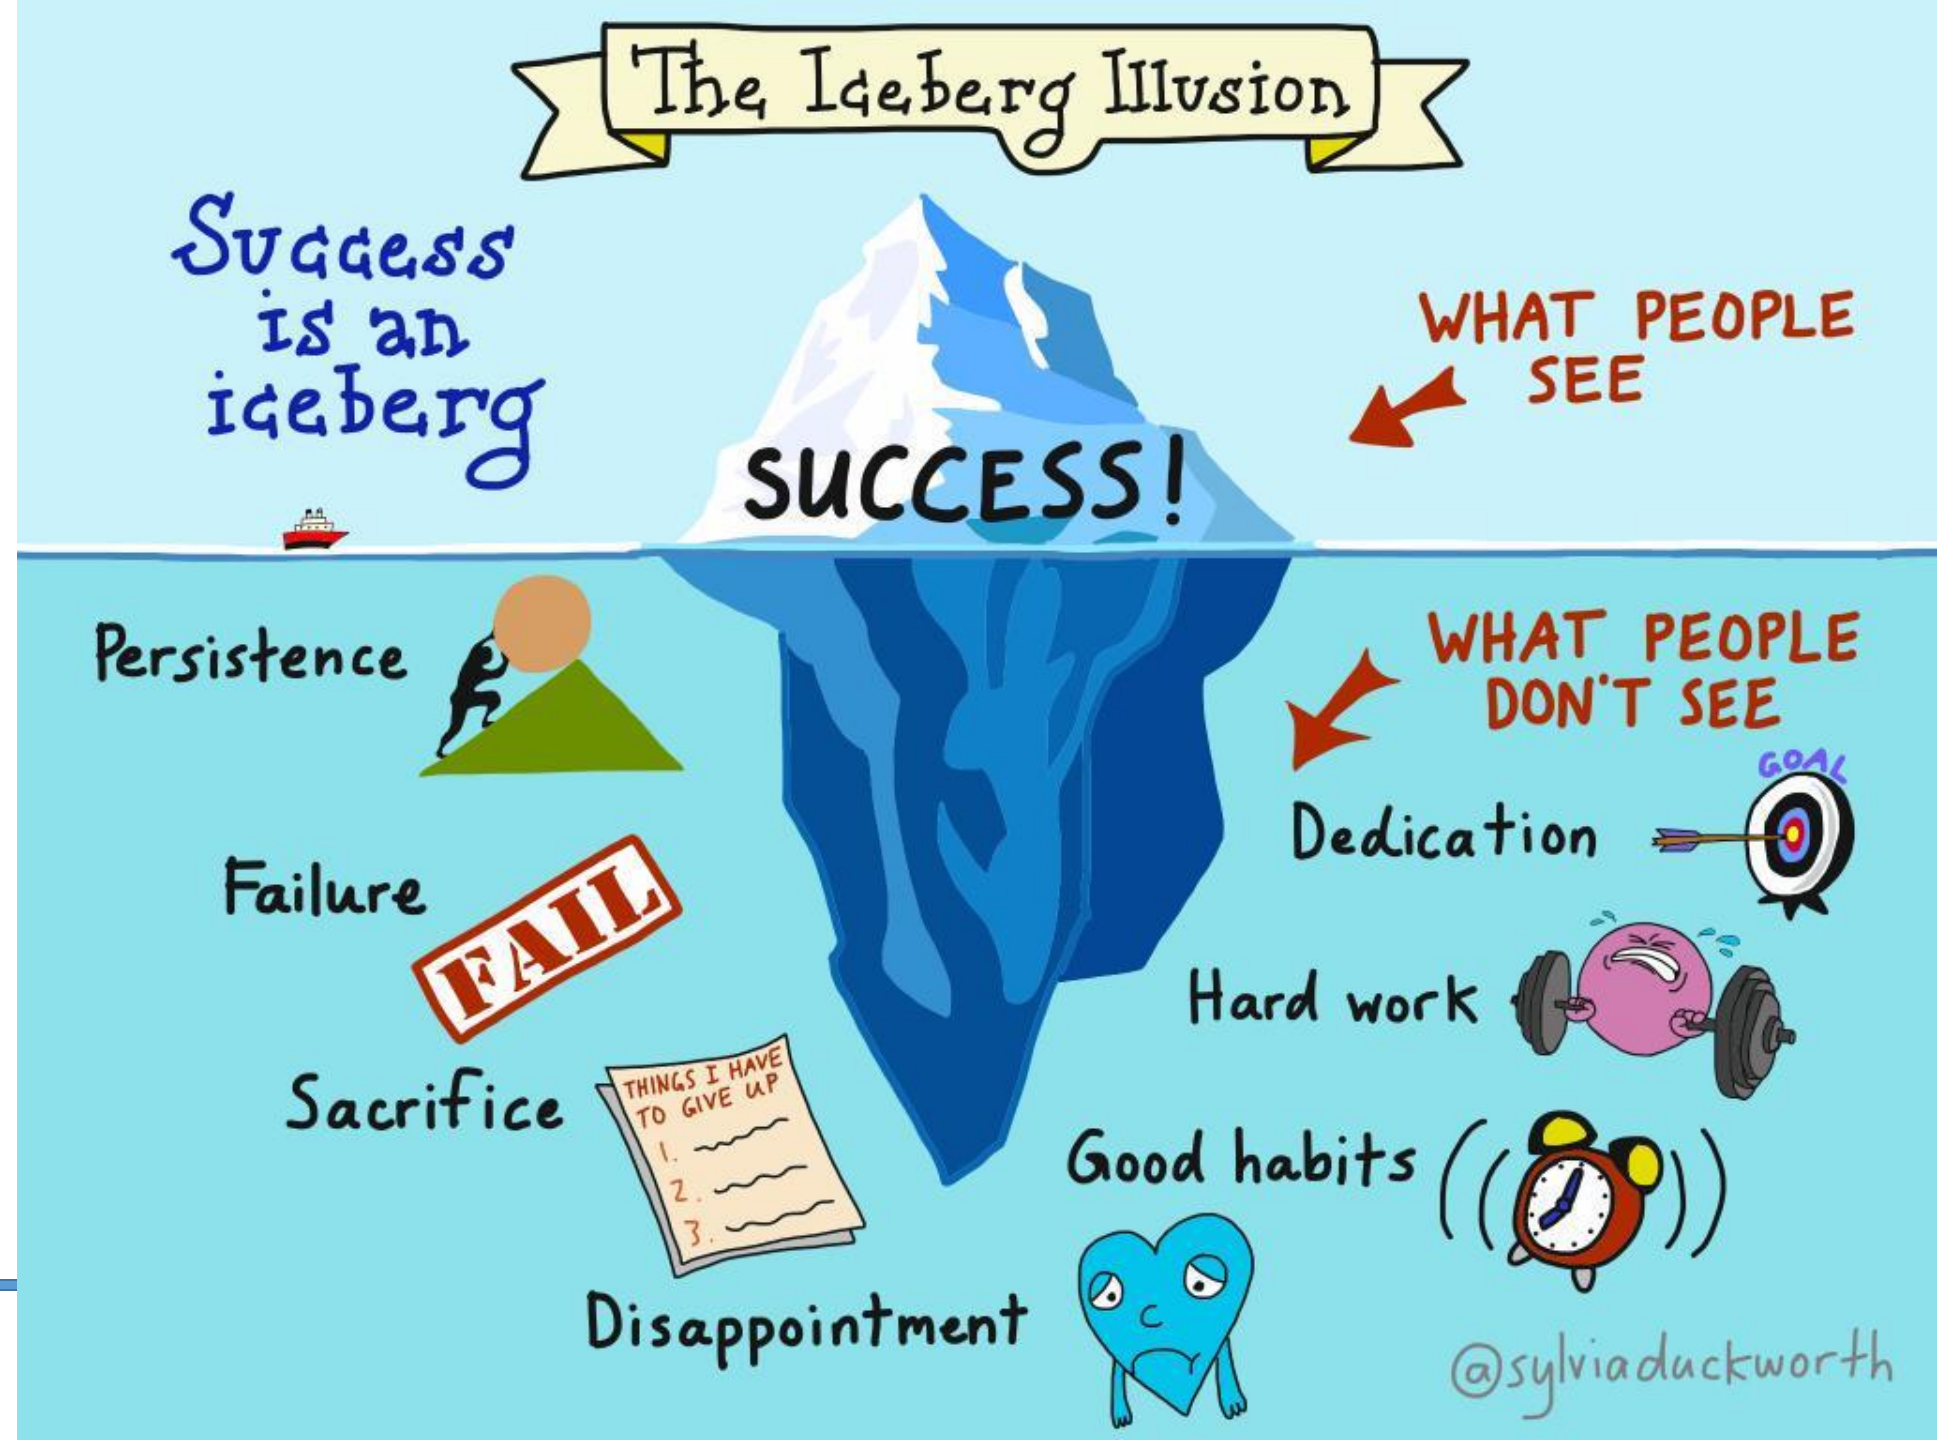 The Iceberg Illusion
Success
is an
iceberg
WHAT PEOPLE
SEE
SUCCESS!
Persistence
WHAT PEOPLE
DON'T SEE
GOAL
Dedication
Failure
FAIL
Hard work
Sacrifice
THINGS I HAVE
TO GIVE UP
1.
2.
3.
Good habits
Disappointment
@sylviaduckworth